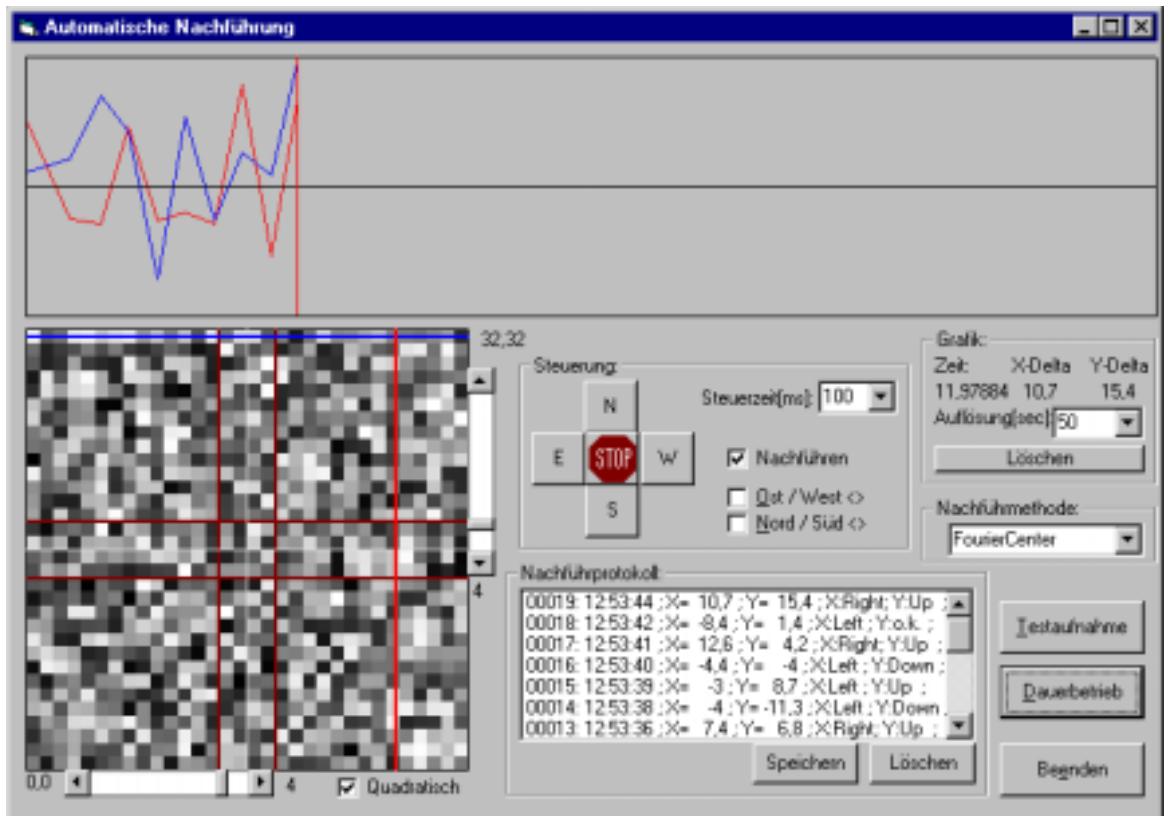 Automatische Nachführung
32,32
4
0,0
4
Quadratisch
Steuerung:
N
E
STOP
W
S
Steuerzeit[ms]: 100
Nachführen
Ost / West <>
Nord / Süd <>
Grafik:
Zeit: X-Delta Y-Delta
11,97884 10,7 15,4
Auflösung[sec]: 50
Löschen
Nachführmethode:
FourierCenter
Nachführprotokoll:
00019: 12:53:44 ;X= 10,7 ;Y= 15,4 ;X:Right; Y:Up ;
00018: 12:53:42 ;X= -8,4 ;Y= 1,4 ;X:Left ; Y:o.k. ;
00017: 12:53:41 ;X= 12,6 ;Y= 4,2 ;X:Right; Y:Up ;
00016: 12:53:40 ;X= -4,4 ;Y= -4 ;X:Left ; Y:Down ;
00015: 12:53:39 ;X= -3 ;Y= 8,7 ;X:Left ; Y:Up ;
00014: 12:53:38 ;X= -4 ;Y= -11,3 ;X:Left ; Y:Down ;
00013: 12:53:36 ;X= 7,4 ;Y= 6,8 ;X:Right; Y:Up ;
Speichern
Löschen
Testaufnahme
Dauerbetrieb
Beenden